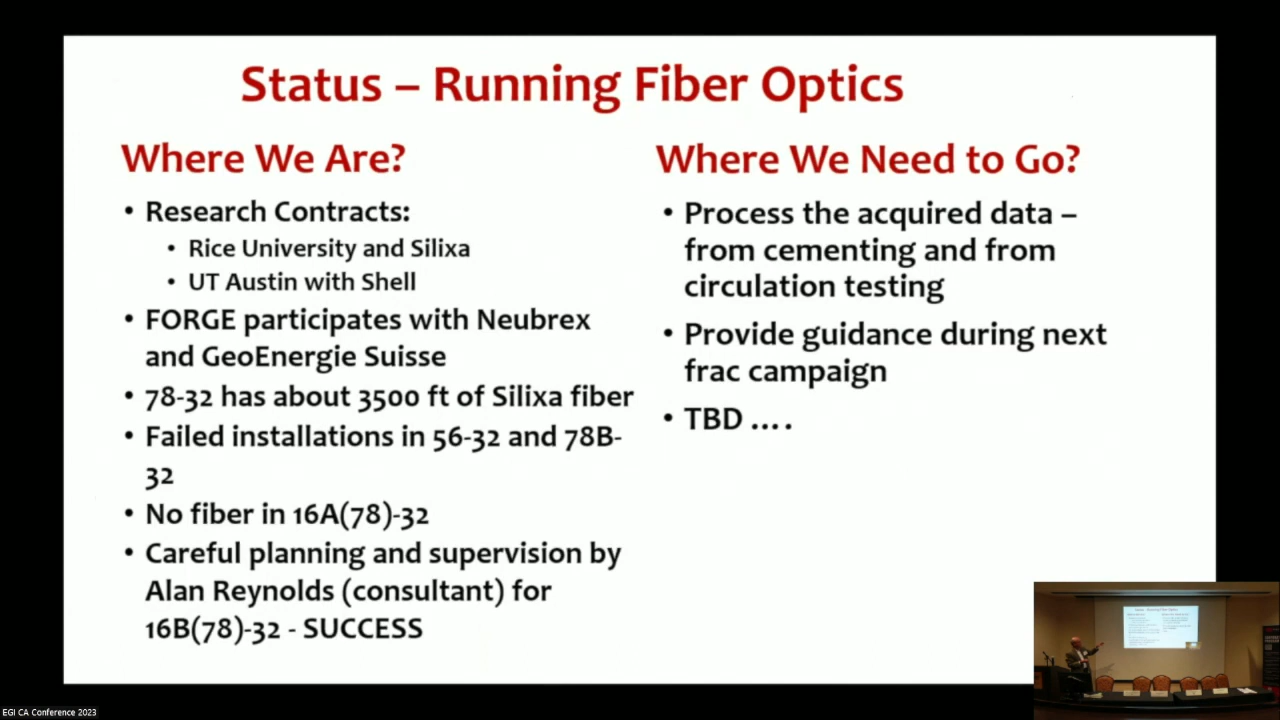 Status – Running Fiber Optics
Where We Are?
• Research Contracts:
• Rice University and Silixa
• UT Austin with Shell
• FORGE participates with Neubrex
and GeoEnergie Suisse
• 78-32 has about 3500 ft of Silixa fiber
• Failed installations in 56-32 and 78B-
32
• No fiber in 16A(78)-32
• Careful planning and supervision by
Alan Reynolds (consultant) for
16B(78)-32 - SUCCESS
Where We Need to Go?
• Process the acquired data –
from cementing and from
circulation testing
• Provide guidance during next
frac campaign
• TBD ....
EGI CA Conference 2023